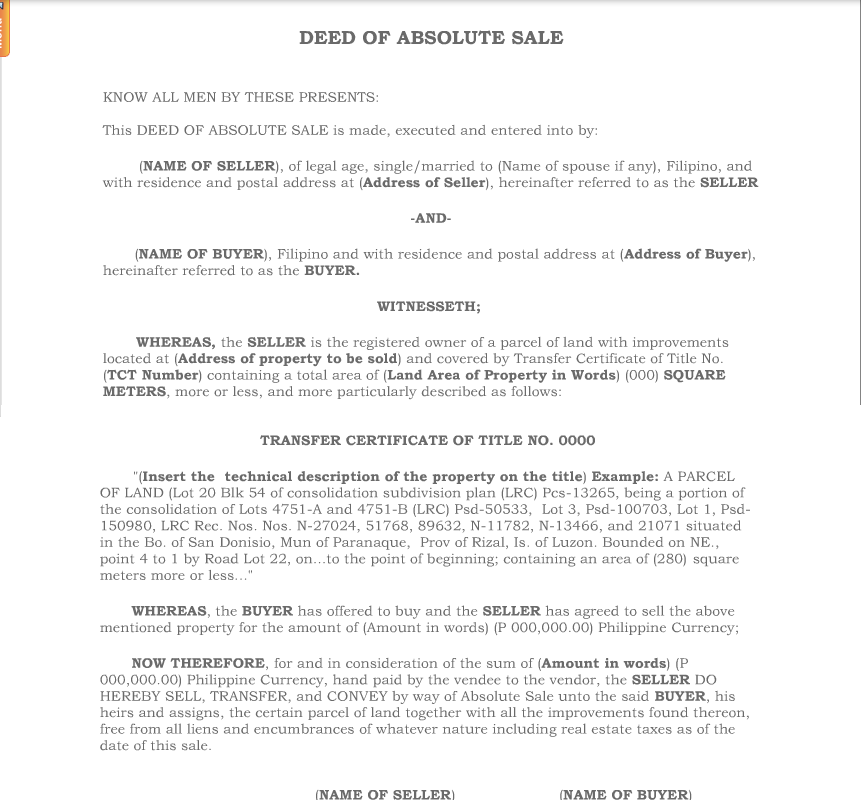 DEED OF ABSOLUTE SALE
KNOW ALL MEN BY THESE PRESENTS:
This DEED OF ABSOLUTE SALE is made, executed and entered into by:
(NAME OF SELLER), of legal age, single/married to (Name of spouse if any), Filipino, and
with residence and postal address at (Address of Seller), hereinafter referred to as the SELLER
-AND-
(NAME OF BUYER), Filipino and with residence and postal address at (Address of Buyer),
hereinafter referred to as the BUYER.
WITNESSETH;
WHEREAS, the SELLER is the registered owner of a parcel of land with improvements
located at (Address of property to be sold) and covered by Transfer Certificate of Title No.
(TCT Number) containing a total area of (Land Area of Property in Words) (000) SQUARE
METERS, more or less, and more particularly described as follows:
TRANSFER CERTIFICATE OF TITLE NO. 0000
"(Insert the technical description of the property on the title) Example: A PARCEL
OF LAND (Lot 20 Blk 54 of consolidation subdivision plan (LRC) Pcs-13265, being a portion of
the consolidation of Lots 4751-A and 4751-B (LRC) Psd-50533, Lot 3, Psd-100703, Lot 1, Psd-
150980, LRC Rec. Nos. Nos. N-27024, 51768, 89632, N-11782, N-13466, and 21071 situated
in the Bo. of San Donisio, Mun of Paranaque, Prov of Rizal, Is. of Luzon. Bounded on NE.,
point 4 to 1 by Road Lot 22, on...to the point of beginning; containing an area of (280) square
meters more or less..."
WHEREAS, the BUYER has offered to buy and the SELLER has agreed to sell the above
mentioned property for the amount of (Amount in words) (P 000,000.00) Philippine Currency;
NOW THEREFORE, for and in consideration of the sum of (Amount in words) (P
000,000.00) Philippine Currency, hand paid by the vendee to the vendor, the SELLER DO
HEREBY SELL, TRANSFER, and CONVEY by way of Absolute Sale unto the said BUYER, his
heirs and assigns, the certain parcel of land together with all the improvements found thereon,
free from all liens and encumbrances of whatever nature including real estate taxes as of the
date of this sale.
(NAME OF SELLER) (NAME OF BUYER)